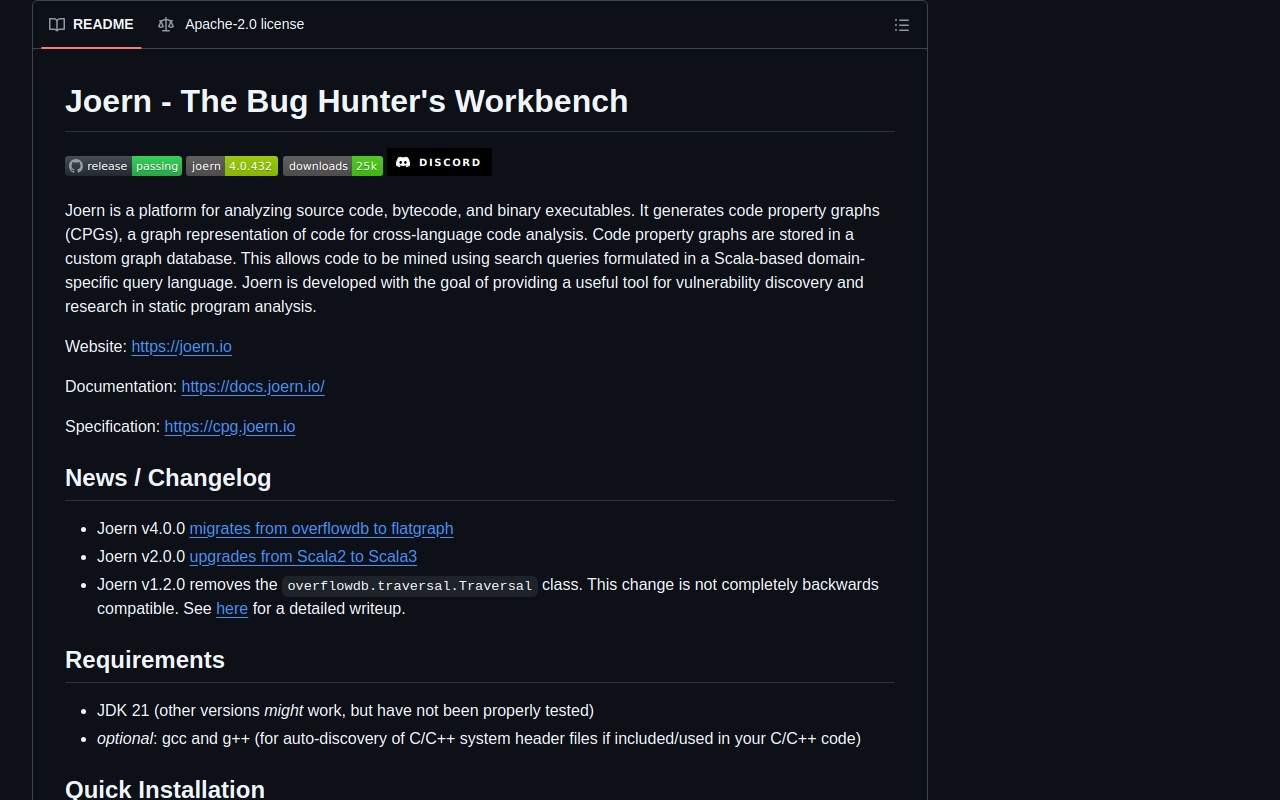 README
Apache-2.0 license
Joern - The Bug Hunter's Workbench
release passing
joern 4.0.432
downloads 25k
DISCORD
Joern is a platform for analyzing source code, bytecode, and binary executables. It generates code property graphs
(CPGs), a graph representation of code for cross-language code analysis. Code property graphs are stored in a
custom graph database. This allows code to be mined using search queries formulated in a Scala-based domain-
specific query language. Joern is developed with the goal of providing a useful tool for vulnerability discovery and
research in static program analysis.
Website: https://joern.io
Documentation: https://docs.joern.io/
Specification: https://cpg.joern.io
News / Changelog
Joern v4.0.0 migrates from overflowdb to flatgraph
Joern v2.0.0 upgrades from Scala2 to Scala3
Joern v1.2.0 removes the overflowdb.traversal.Traversal class. This change is not completely backwards
compatible. See here for a detailed writeup.
Requirements
JDK 21 (other versions might work, but have not been properly tested)
optional: gcc and g++ (for auto-discovery of C/C++ system header files if included/used in your C/C++ code)
Quick Installation